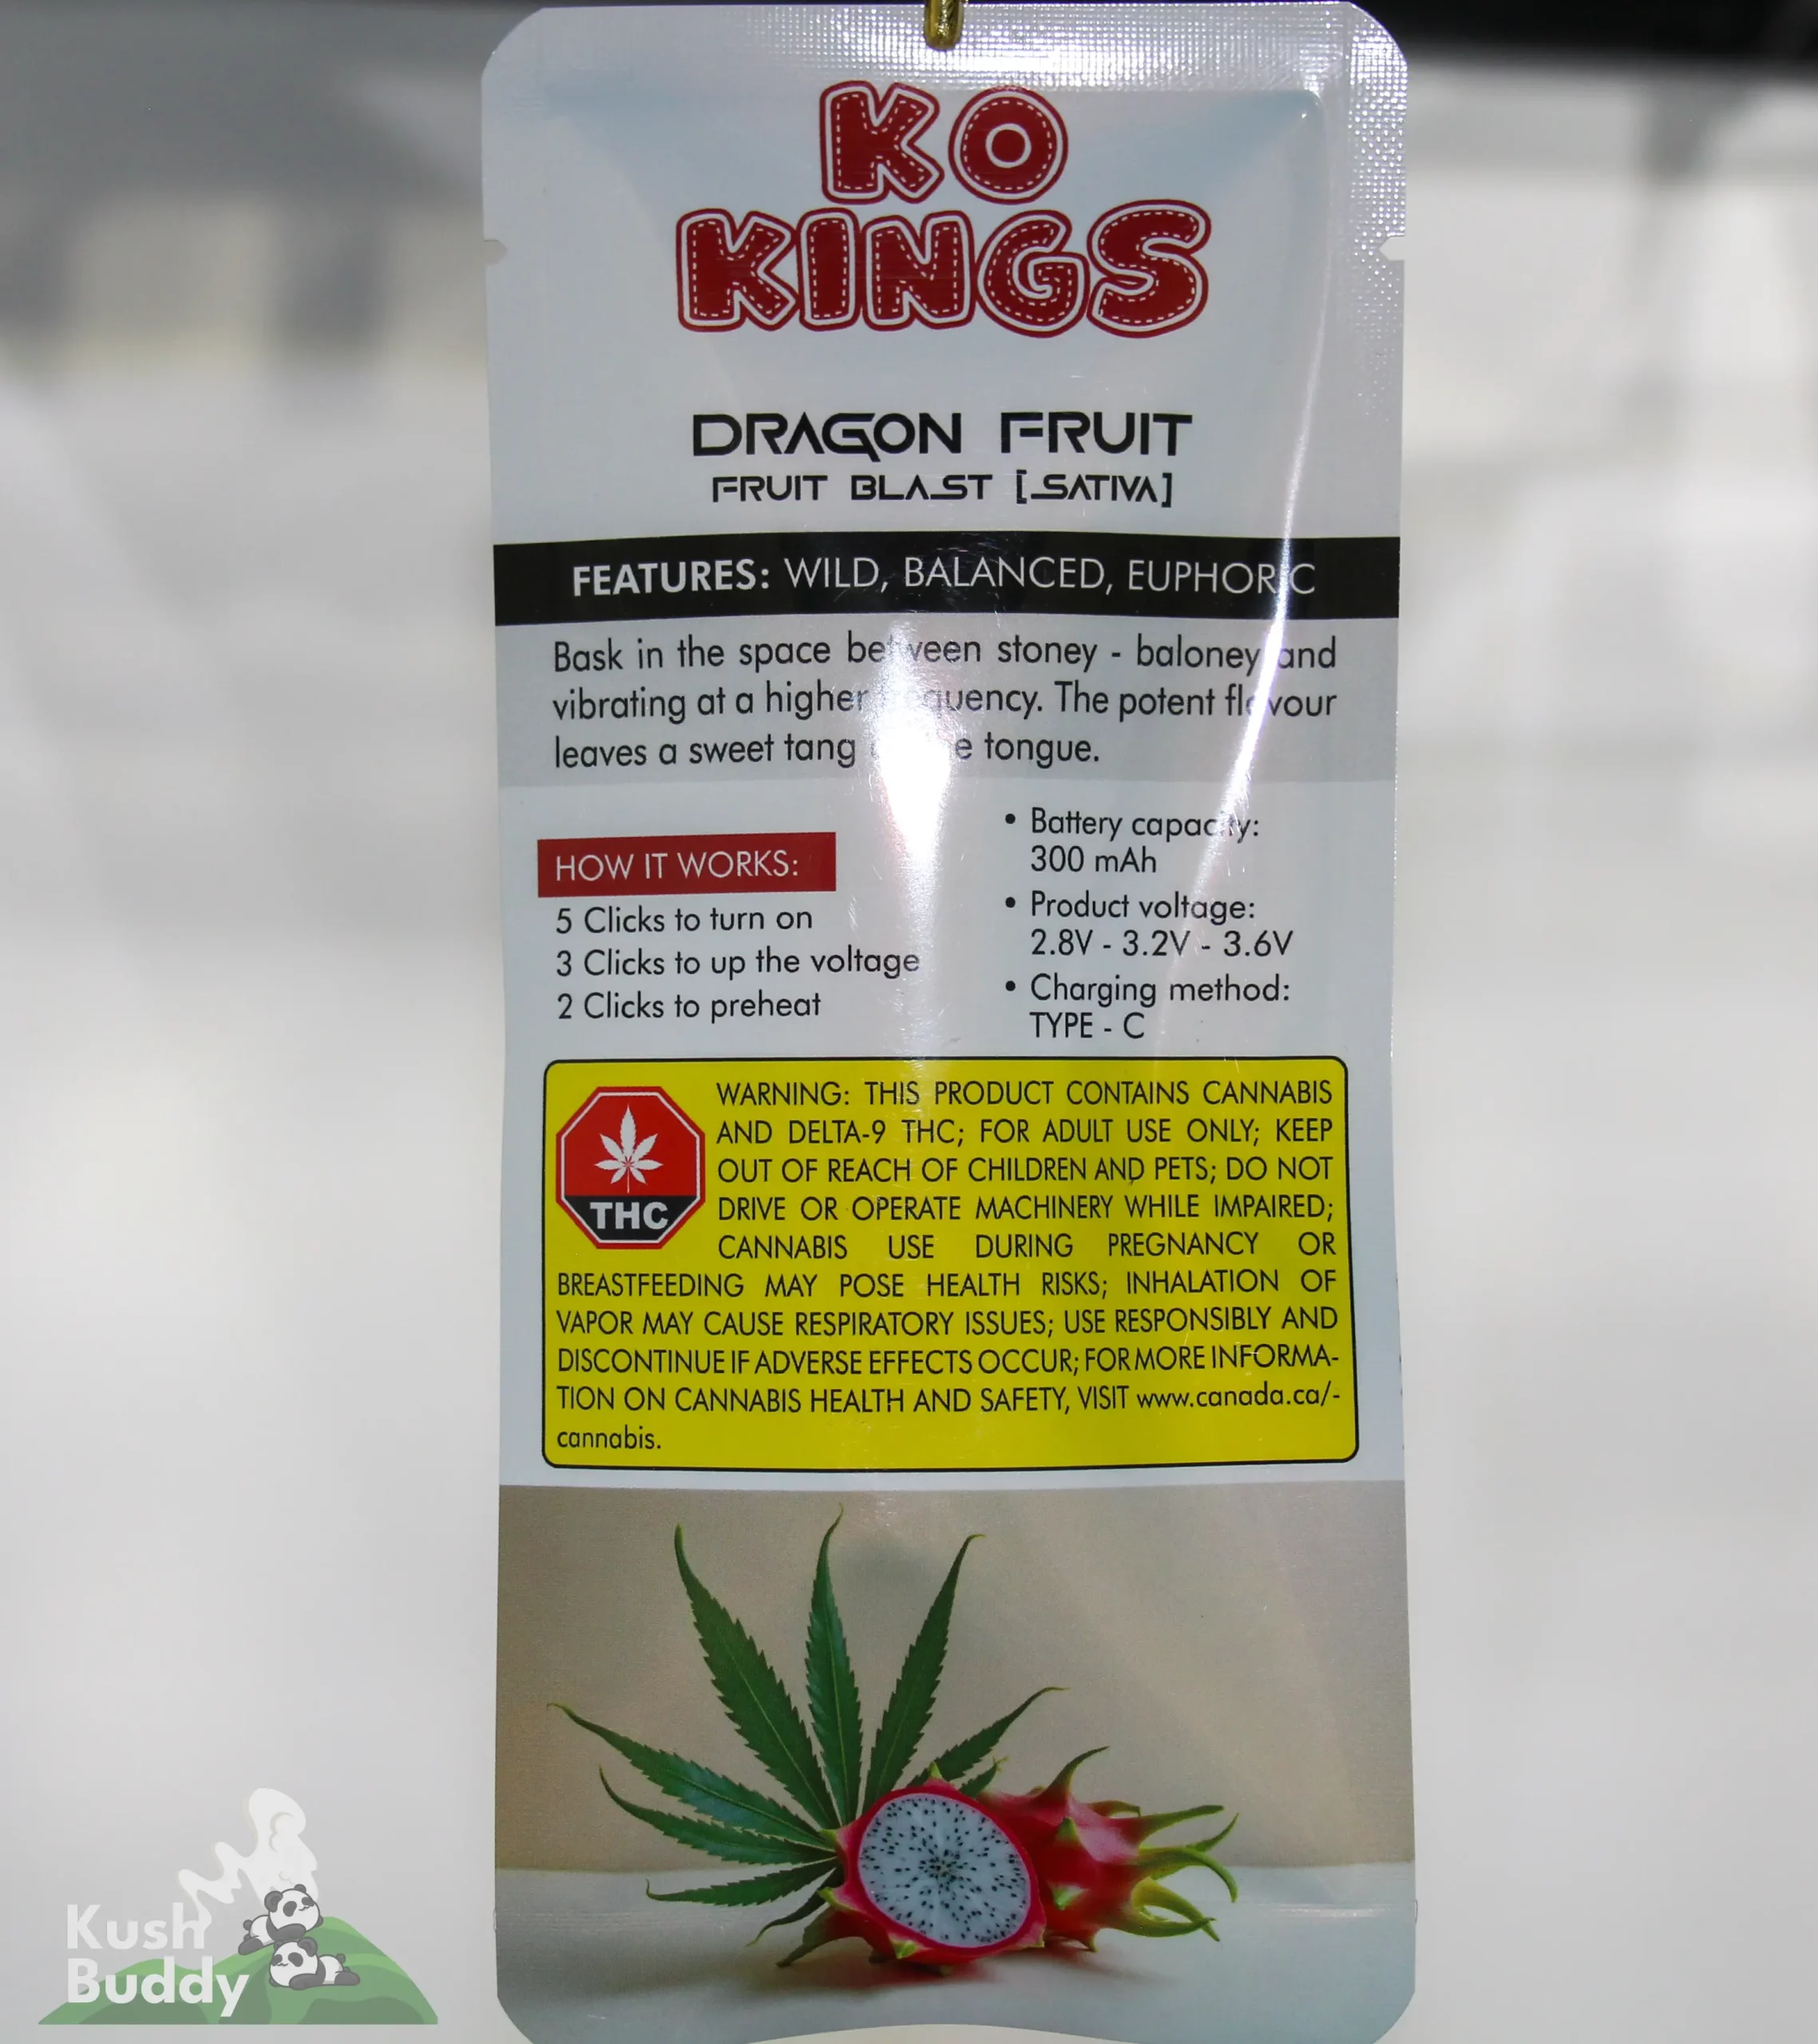 KO
KINGS
DRAGON FRUIT
FRUIT BLAST [SATIVA]
FEATURES: WILD, BALANCED, EUPHORIC
Bask in the space between stoney - baloney and
vibrating at a higher frequency. The potent flavour
leaves a sweet tang tongue.
HOW IT WORKS:
5 Clicks to turn on
3 Clicks to up the voltage
2 Clicks to preheat
• Battery capacity:
300 mAh
• Product voltage:
2.8V - 3.2V - 3.6V
• Charging method:
TYPE - C
THC
WARNING: THIS PRODUCT CONTAINS CANNABIS
AND DELTA-9 THC; FOR ADULT USE ONLY; KEEP
OUT OF REACH OF CHILDREN AND PETS; DO NOT
DRIVE OR OPERATE MACHINERY WHILE IMPAIRED;
CANNABIS USE DURING PREGNANCY OR
BREASTFEEDING MAY POSE HEALTH RISKS; INHALATION OF
VAPOR MAY CAUSE RESPIRATORY ISSUES; USE RESPONSIBLY AND
DISCONTINUE IF ADVERSE EFFECTS OCCUR; FOR MORE INFORMA-
TION ON CANNABIS HEALTH AND SAFETY, VISIT www.canada.ca/-
cannabis.
Kush
Buddy